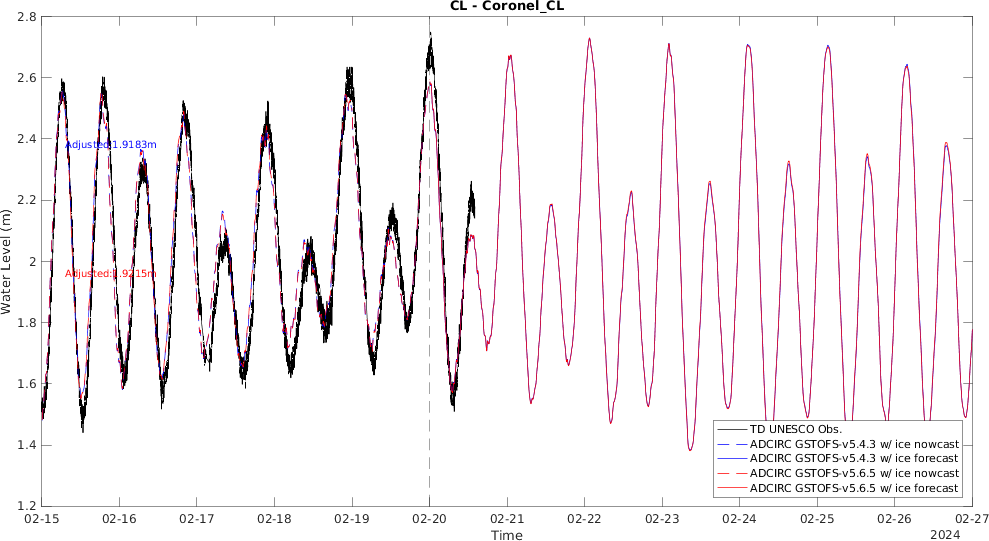 CL - Coronel_CL
2.8
2.6
2.4
2.2
2
1.8
1.6
1.4
1.2
Water Level (m)
Adjusted:1.9183m
Adjusted:1.9215m
TD UNESCO Obs.
ADCIRC GSTOFS-v5.4.3 w/ ice nowcast
ADCIRC GSTOFS-v5.4.3 w/ ice forecast
ADCIRC GSTOFS-v5.6.5 w/ ice nowcast
ADCIRC GSTOFS-v5.6.5 w/ ice forecast
02-15 02-16 02-17 02-18 02-19 02-20 02-21 02-22 02-23 02-24 02-25 02-26 02-27
Time
2024